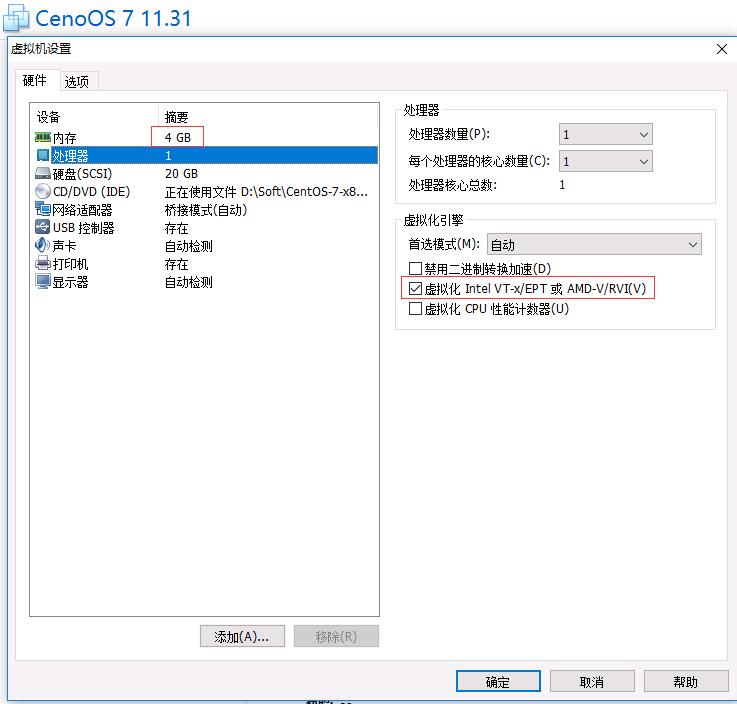 CenoOS 7 11.31
虚拟机设置
硬件 选项
设备 摘要
内存 4 GB
处理器 1
硬盘(SCSI) 20 GB
CD/DVD (IDE) 正在使用文件 D:\Soft\CentOS-7-x8...
网络适配器 桥接模式(自动)
USB 控制器 存在
声卡 自动检测
打印机 存在
显示器 自动检测
添加(A)... 移除(R)
处理器
处理器数量(P): 1
每个处理器的核心数量(C): 1
处理器核心总数: 1
虚拟化引擎
首选模式(M): 自动
禁用二进制转换加速(D)
虚拟化 Intel VT-x/EPT 或 AMD-V/RVI(V)
虚拟化 CPU 性能计数器(U)
确定 取消 帮助